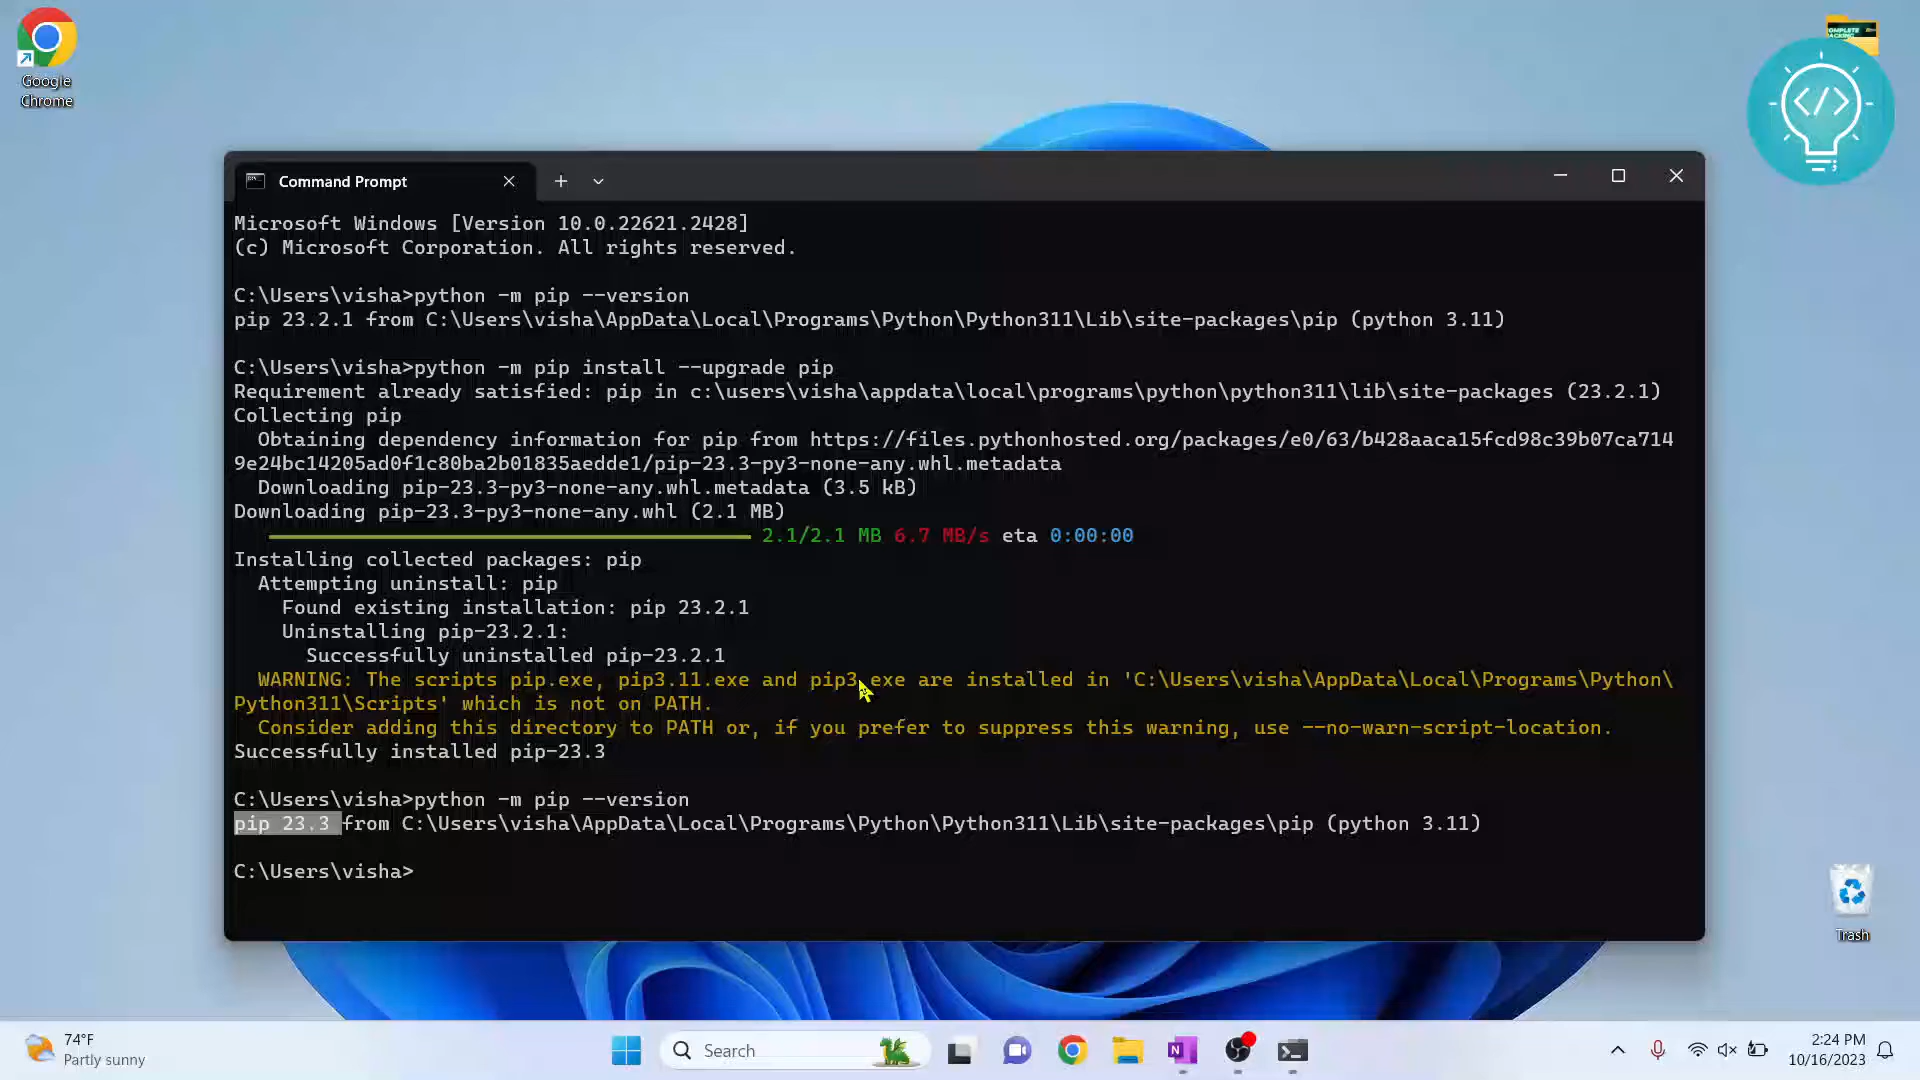 Google
Chrome
Command Prompt
Microsoft Windows [Version 10.0.22621.2428]
(c) Microsoft Corporation. All rights reserved.
C:\Users\visha>python -m pip --version
pip 23.2.1 from C:\Users\visha\AppData\Local\Programs\Python\Python311\Lib\site-packages\pip (python 3.11)
C:\Users\visha>python -m pip install --upgrade pip
Requirement already satisfied: pip in c:\users\visha\appdata\local\programs\python\python311\lib\site-packages (23.2.1)
Collecting pip
Obtaining dependency information for pip from https://files.pythonhosted.org/packages/e0/63/b428aaca15fcd98c39b07ca714
9e24bc14205ad0f1c80ba2b01835aedde1/pip-23.3-py3-none-any.whl.metadata
Downloading pip-23.3-py3-none-any.whl.metadata (3.5 kB)
Downloading pip-23.3-py3-none-any.whl (2.1 MB)
2.1/2.1 MB 6.7 MB/s eta 0:00:00
Installing collected packages: pip
Attempting uninstall: pip
Found existing installation: pip 23.2.1
Uninstalling pip-23.2.1:
Successfully uninstalled pip-23.2.1
WARNING: The scripts pip.exe, pip3.11.exe and pip3.exe are installed in 'C:\Users\visha\AppData\Local\Programs\Python\
Python311\Scripts' which is not on PATH.
Consider adding this directory to PATH or, if you prefer to suppress this warning, use --no-warn-script-location.
Successfully installed pip-23.3
C:\Users\visha>python -m pip --version
pip 23.3 from C:\Users\visha\AppData\Local\Programs\Python\Python311\Lib\site-packages\pip (python 3.11)
C:\Users\visha>
Trash
74°F
Partly sunny
Search
2:24 PM
10/16/2023